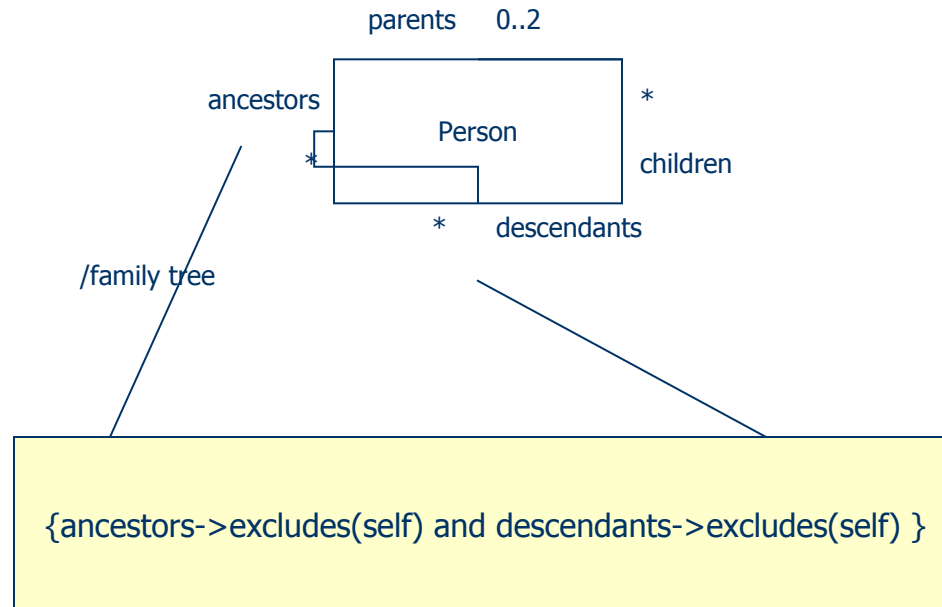 parents 0..2
ancestors
*
Person
*
children
* descendants
/family tree
{ancestors->excludes(self) and descendants->excludes(self) }